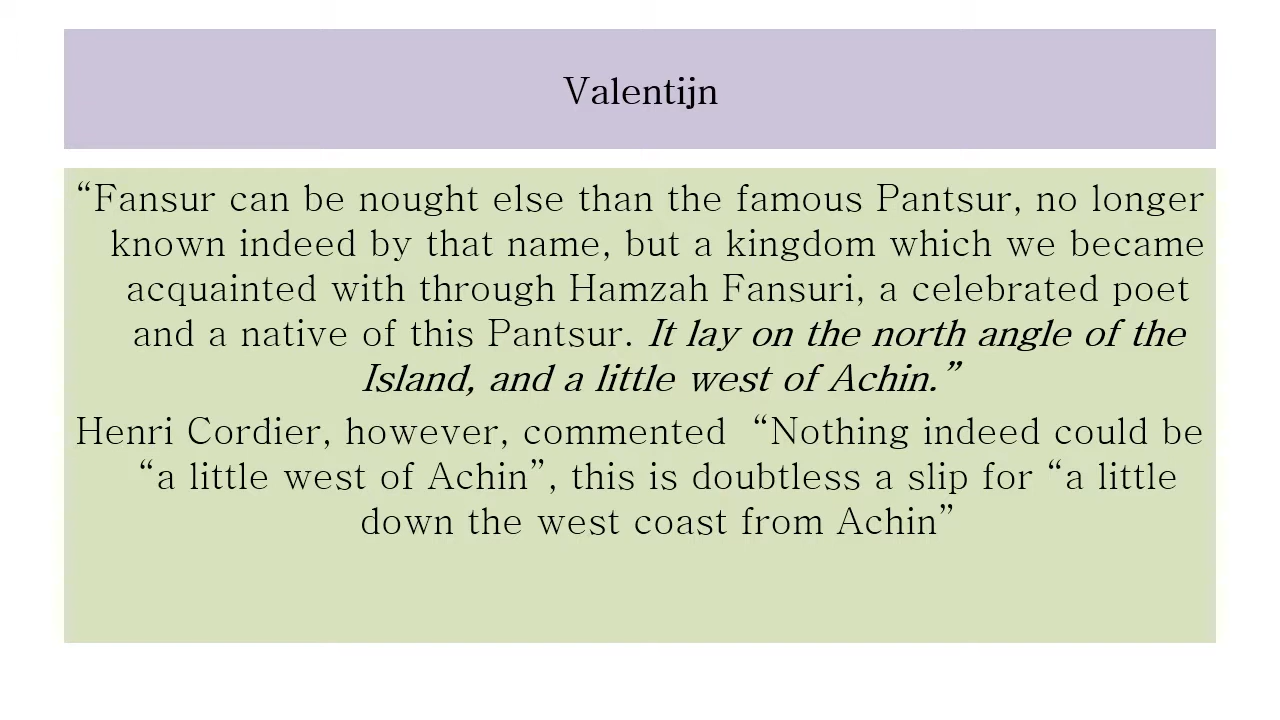 Valentijn
“Fansur can be nought else than the famous Pantsur, no longer
known indeed by that name, but a kingdom which we became
acquainted with through Hamzah Fansuri, a celebrated poet
and a native of this Pantsur. It lay on the north angle of the
Island, and a little west of Achin.”
Henri Cordier, however, commented “Nothing indeed could be
“a little west of Achin”, this is doubtless a slip for “a little
down the west coast from Achin”